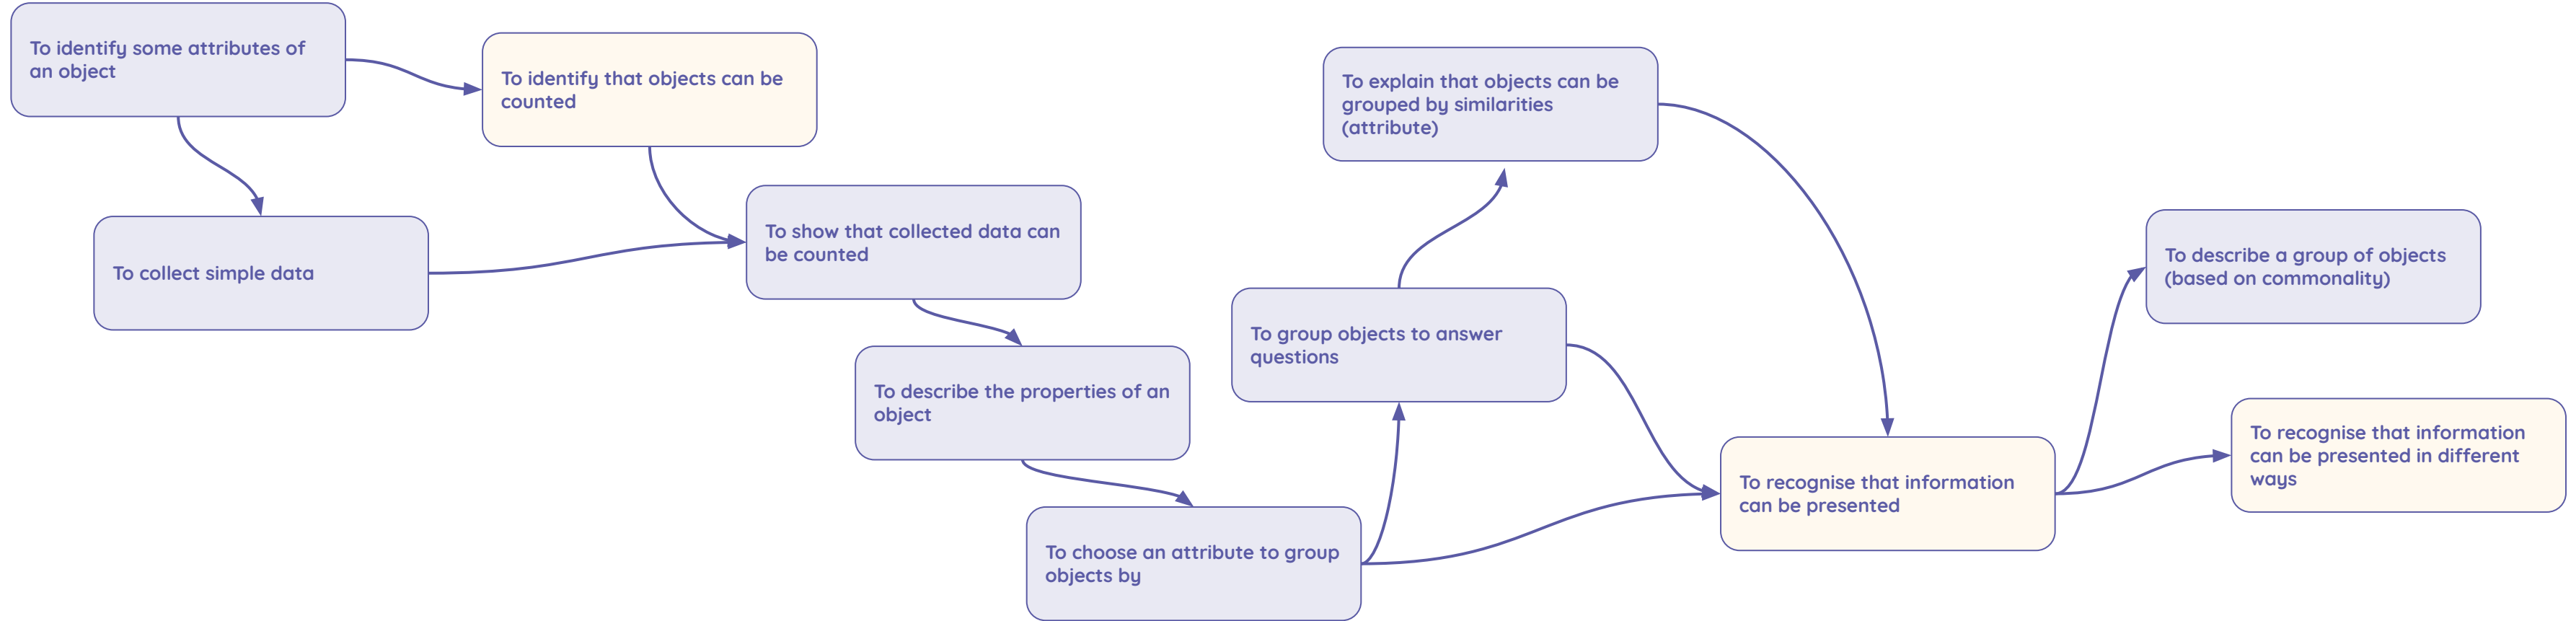 To identify some attributes of
an object
To identify that objects can be
counted
To collect simple data
To show that collected data can
be counted
To describe the properties of an
object
To choose an attribute to group
objects by
To group objects to answer
questions
To explain that objects can be
grouped by similarities
(attribute)
To recognise that information
can be presented
To describe a group of objects
(based on commonality)
To recognise that information
can be presented in different
ways